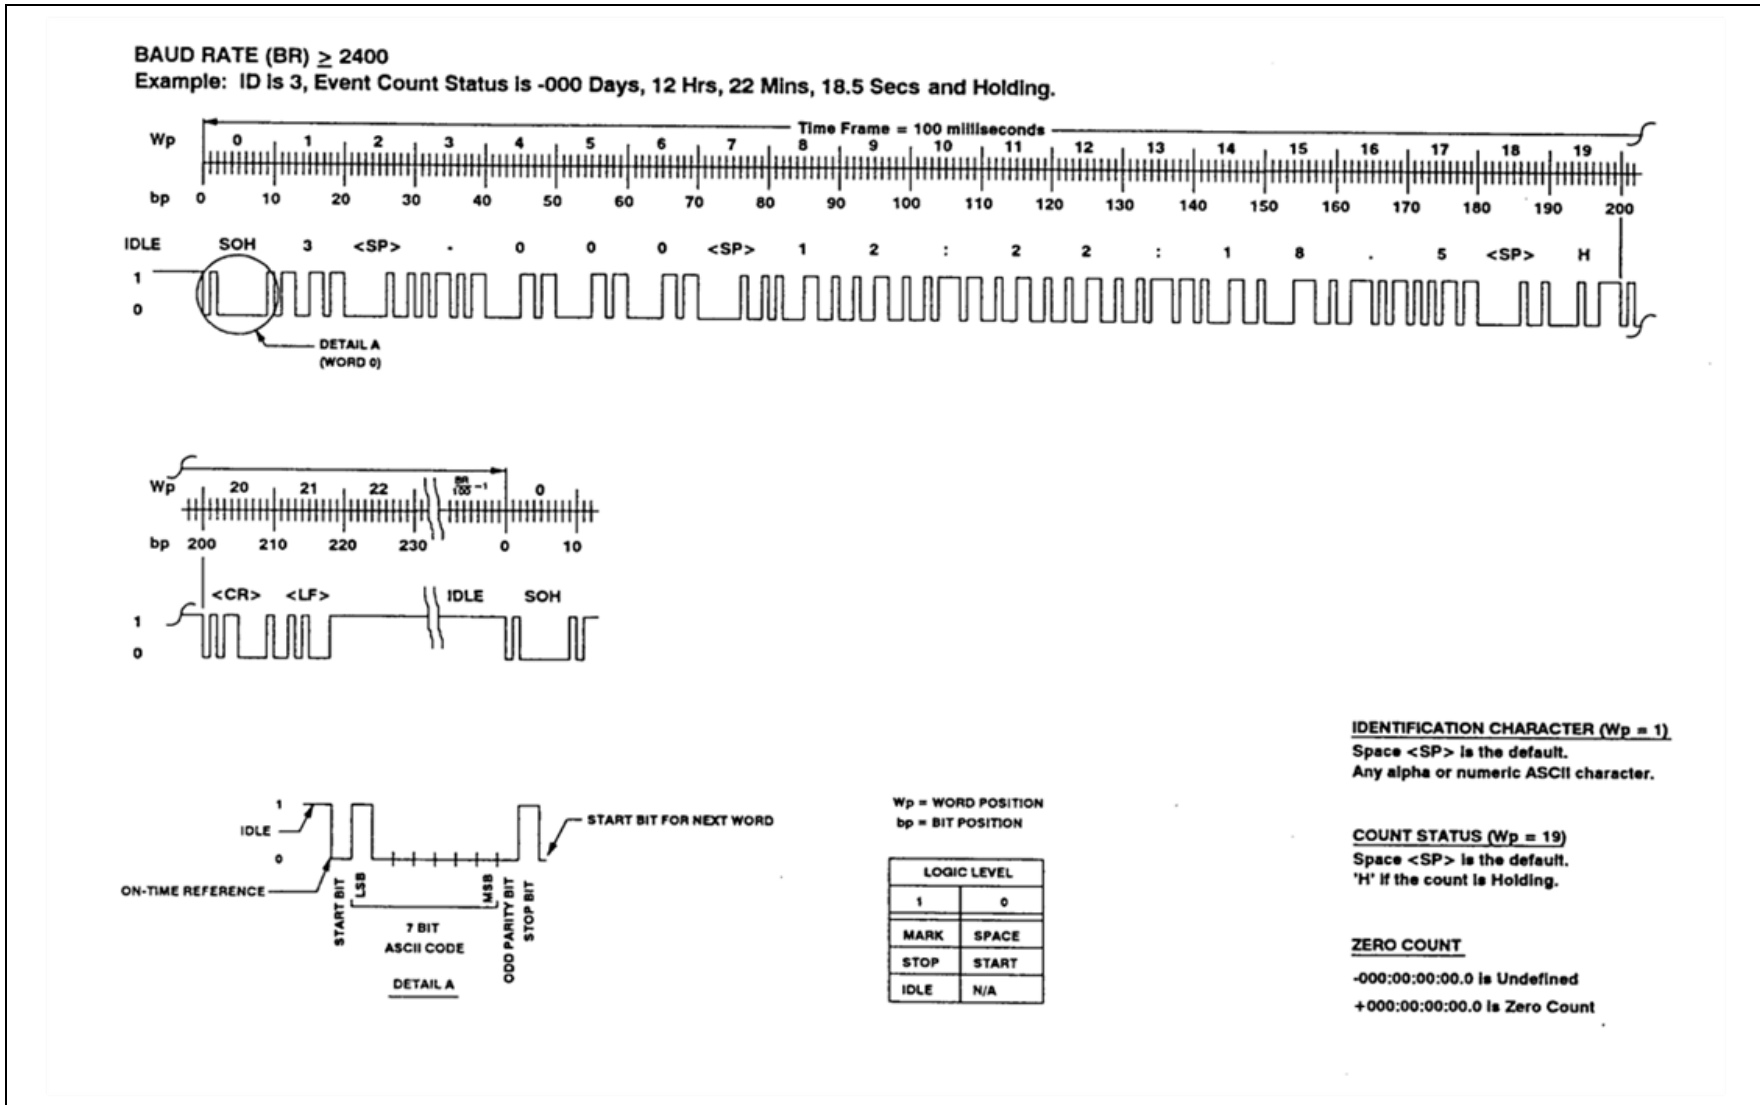 BAUD RATE (BR) ≥ 2400
Example: ID is 3, Event Count Status is -000 Days, 12 Hrs, 22 Mins, 18.5 Secs and Holding.
Time Frame = 100 milliseconds
Wp 0 1 2 3 4 5 6 7 8 9 10 11 12 13 14 15 16 17 18 19
bp 0 10 20 30 40 50 60 70 80 90 100 110 120 130 140 150 160 170 180 190 200
IDLE SOH 3 <SP> - 0 0 0 <SP> 1 2 : 2 2 : 1 8 . 5 <SP> H
1
0
DETAIL A
(WORD 0)
Wp 20 21 22 BR/100 -1 0
bp 200 210 220 230 0 10
<CR> <LF> IDLE SOH
1
0
1
IDLE
0
ON-TIME REFERENCE
START BIT
LSB
MSB
ODD PARITY BIT
STOP BIT
START BIT FOR NEXT WORD
7 BIT
ASCII CODE
DETAIL A
Wp = WORD POSITION
bp = BIT POSITION
LOGIC LEVEL
1 0
MARK SPACE
STOP START
IDLE N/A
IDENTIFICATION CHARACTER (Wp = 1)
Space <SP> is the default.
Any alpha or numeric ASCII character.
COUNT STATUS (Wp = 19)
Space <SP> is the default.
'H' if the count is Holding.
ZERO COUNT
-000:00:00:00.0 is Undefined
+000:00:00:00.0 is Zero Count